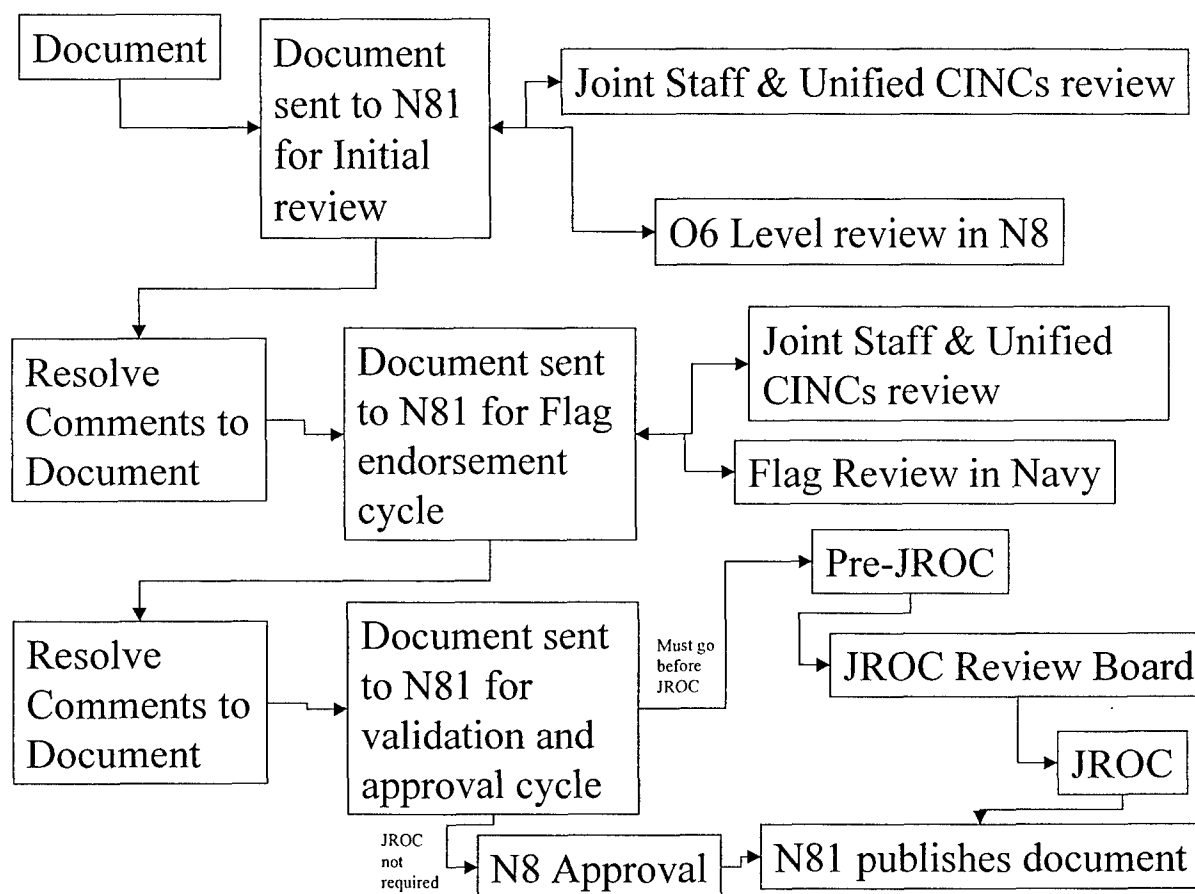 Document
Document
sent to N81
for Initial
review
Joint Staff & Unified CINCs review
O6 Level review in N8
Resolve
Comments to
Document
Document sent
to N81 for Flag
endorsement
cycle
Joint Staff & Unified
CINCs review
Flag Review in Navy
Resolve
Comments to
Document
Document sent
to N81 for
validation and
approval cycle
Must go
before
JROC
Pre-JROC
JROC Review Board
JROC
JROC
not
required
N8 Approval
N81 publishes document